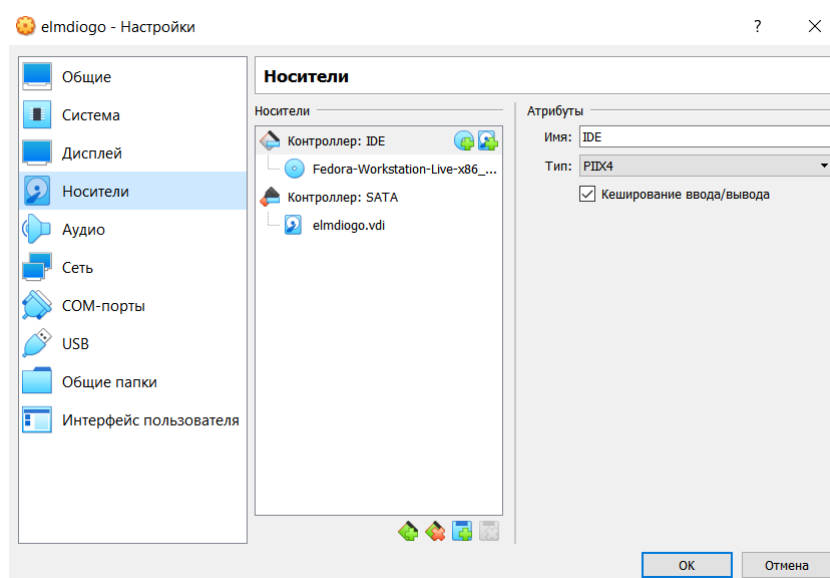 elmdiogo - Настройки
?
Общие
Система
Дисплей
Носители
Аудио
Сеть
COM-порты
USB
Общие папки
Интерфейс пользователя
Носители
Носители
Контроллер: IDE
Fedora-Workstation-Live-x86_...
Контроллер: SATA
elmdiogo.vdi
Атрибуты
Имя: IDE
Тип: PIIX4
Кеширование ввода/вывода
OK
Отмена